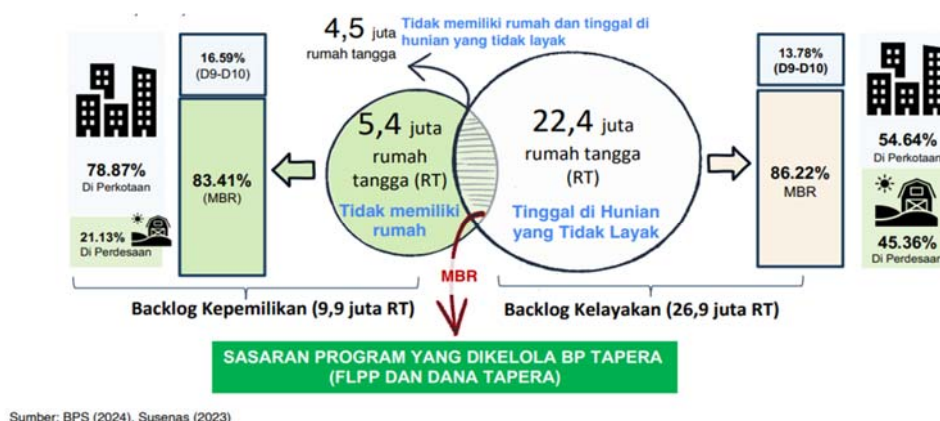 4,5 juta
rumah tangga
Tidak memiliki rumah dan tinggal di
hunian yang tidak layak
16.59%
(D9-D10)
83.41%
(MBR)
78.87%
Di Perkotaan
21.13%
Di Perdesaan
5,4 juta
rumah
tangga (RT)
Tidak memiliki
rumah
22,4 juta
rumah tangga
(RT)
Tinggal di Hunian
yang Tidak Layak
13.78%
(D9-D10)
86.22%
MBR
54.64%
Di Perkotaan
45.36%
Di Perdesaan
MBR
Backlog Kepemilikan (9,9 juta RT)
Backlog Kelayakan (26,9 juta RT)
SASARAN PROGRAM YANG DIKELOLA BP TAPERA
(FLPP DAN DANA TAPERA)
Sumber: BPS (2024), Susenas (2023)